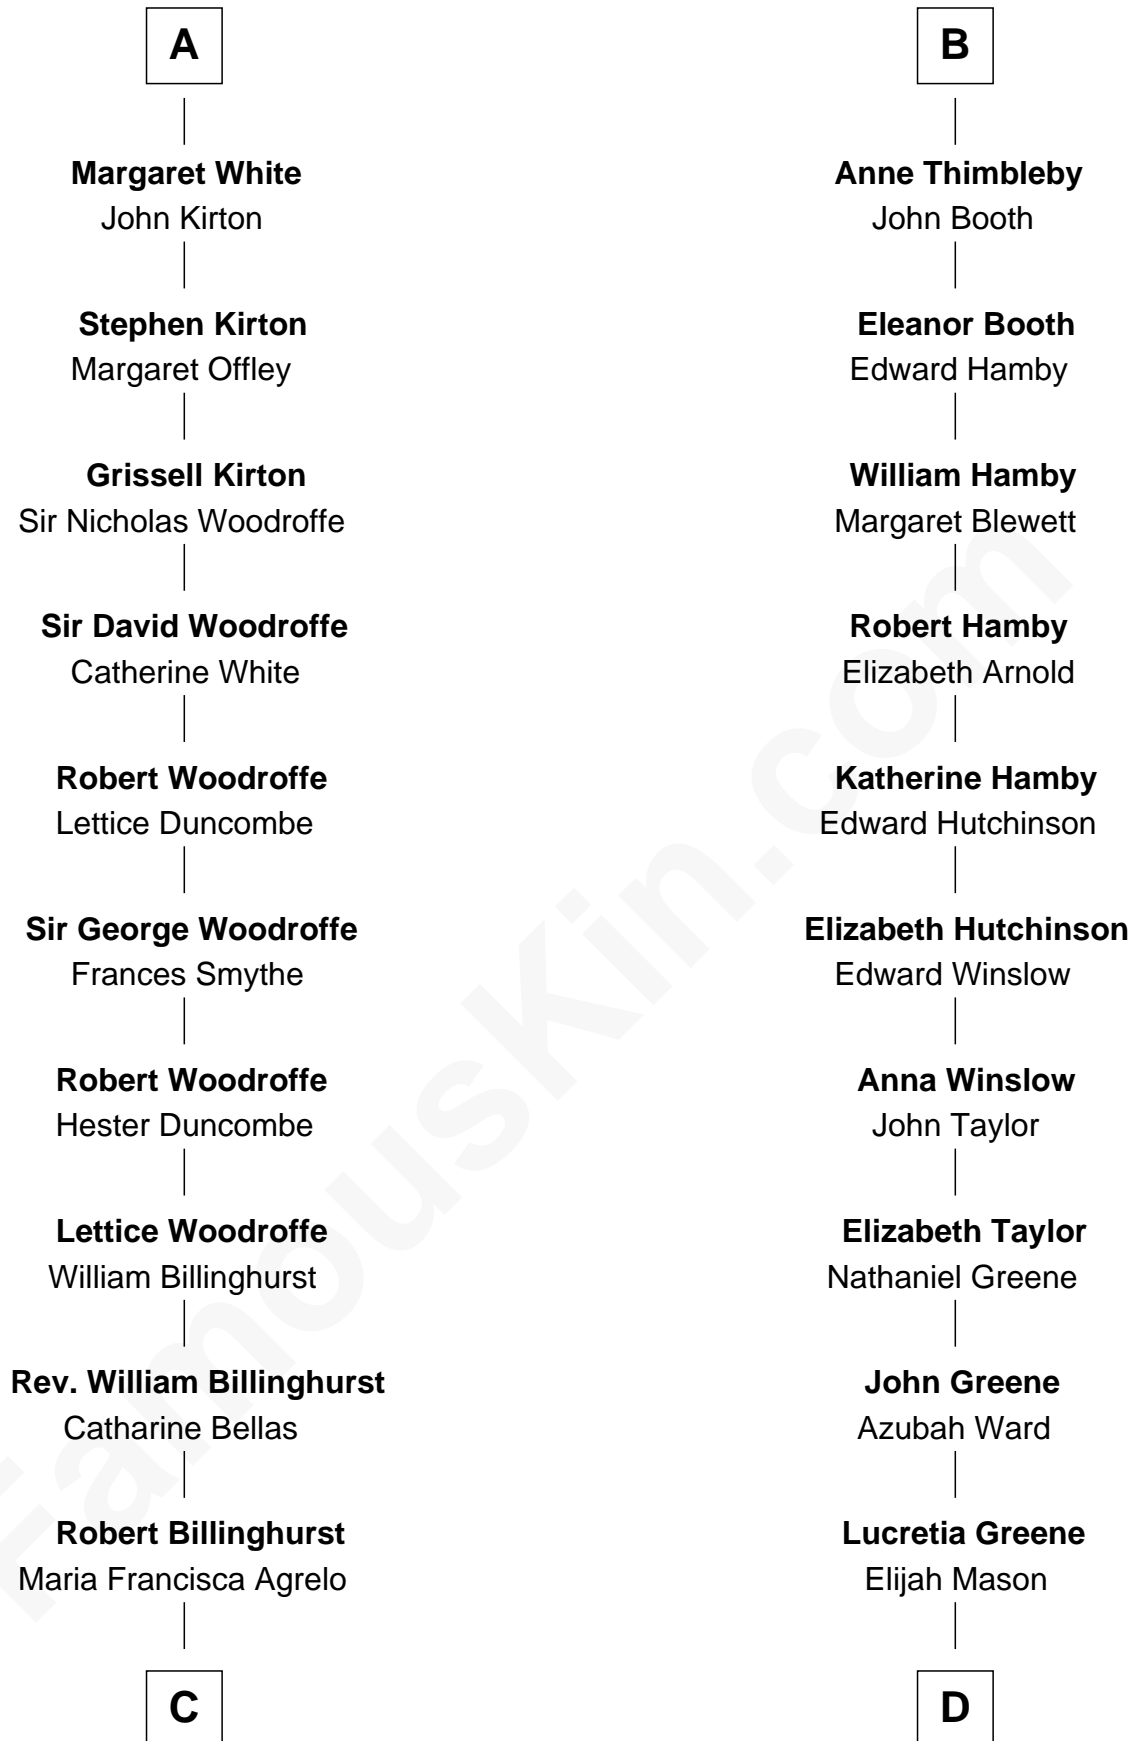 A
Margaret White
John Kirton
Stephen Kirton
Margaret Offley
Grissell Kirton
Sir Nicholas Woodroffe
Sir David Woodroffe
Catherine White
Robert Woodroffe
Lettice Duncombe
Sir George Woodroffe
Frances Smythe
Robert Woodroffe
Hester Duncombe
Lettice Woodroffe
William Billinghurst
Rev. William Billinghurst
Catharine Bellas
Robert Billinghurst
Maria Francisca Agrelo
C
B
Anne Thimbleby
John Booth
Eleanor Booth
Edward Hamby
William Hamby
Margaret Blewett
Robert Hamby
Elizabeth Arnold
Katherine Hamby
Edward Hutchinson
Elizabeth Hutchinson
Edward Winslow
Anna Winslow
John Taylor
Elizabeth Taylor
Nathaniel Greene
John Greene
Azubah Ward
Lucretia Greene
Elijah Mason
D
FamousKin.com